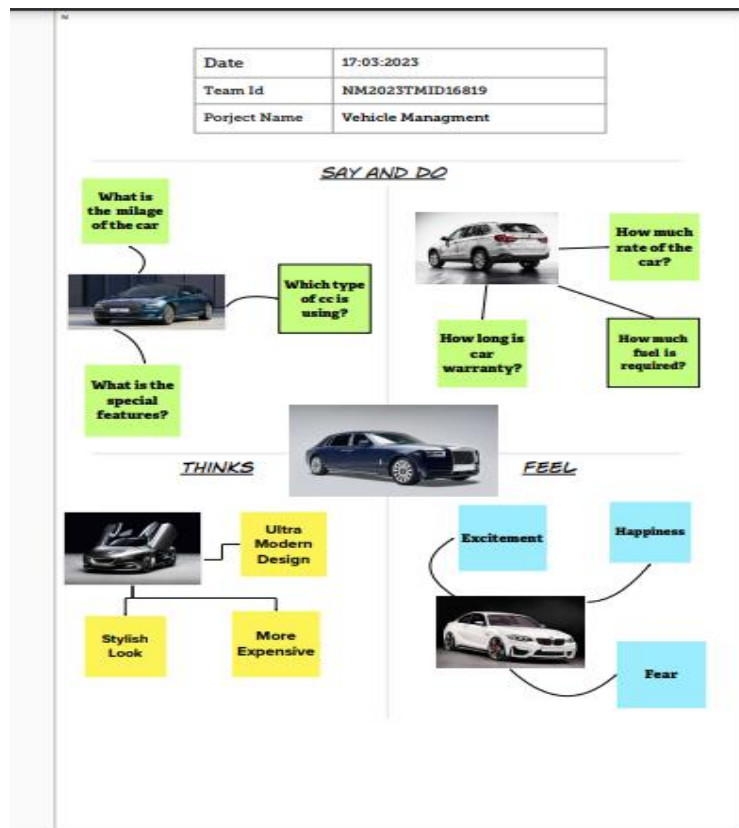 Date 17:03:2023
Team Id NM2023TMID16819
Porject Name Vehicle Managment
SAY AND DO
What is
the milage
of the car
Which type
of cc is
using?
What is the
special
features?
How much
rate of the
car?
How long is
car
warranty?
How much
fuel is
required?
THINKS
FEEL
Ultra
Modern
Design
Stylish
Look
More
Expensive
Excitement
Happiness
Fear